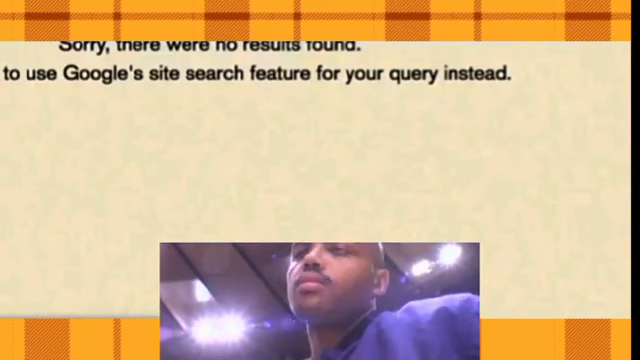 Sorry, there were no results found.
to use Google's site search feature for your query instead.